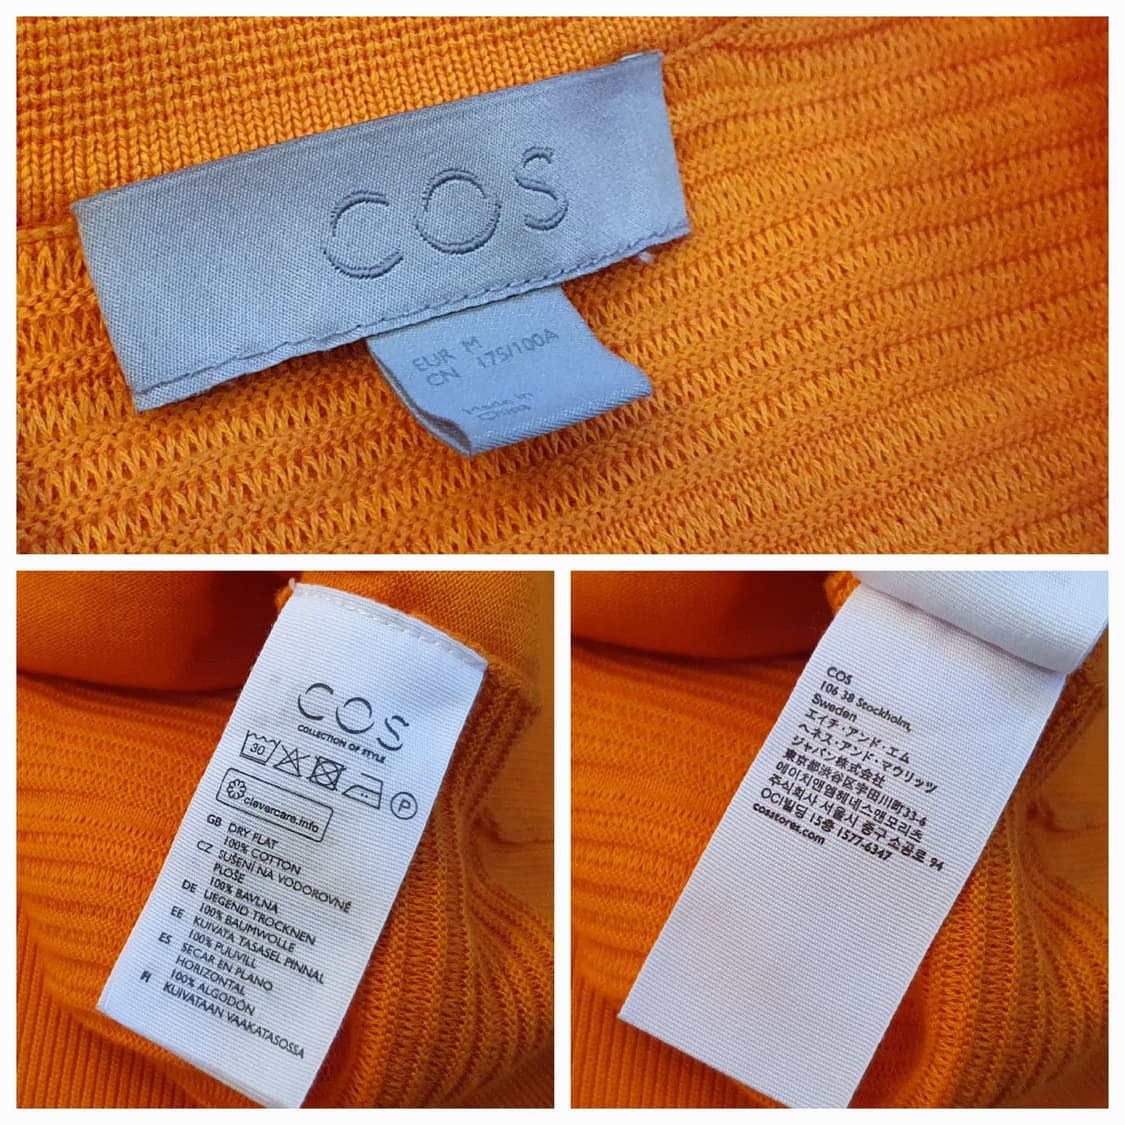 COS
EUR M
CN 175/100A
Made in
China
COS
COLLECTION OF STYLE
30
P
clevercare.info
GB DRY FLAT
100% COTTON
CZ SUŠENÍ NA VODOROVNÉ
PLOŠE
100% BAVLNA
DE LIEGEND TROCKNEN
100% BAUMWOLLE
EE KUIVATA TASASEL PINNAL
100% PUUVILL
ES SECAR EN PLANO
HORIZONTAL
100% ALGODÓN
FI KUIVATAAN VAAKATASOSSA
COS
106 38 Stockholm,
Sweden
エイチ・アンド・エム
ヘネス・アンド・マウリッツ
ジャパン株式会社
東京都渋谷区宇田川町33-6
에이치앤엠헤네스앤모리츠
주식회사 서울시 중구 소공로 94
OCI빌딩 15층 1577-6347
cosstores.com